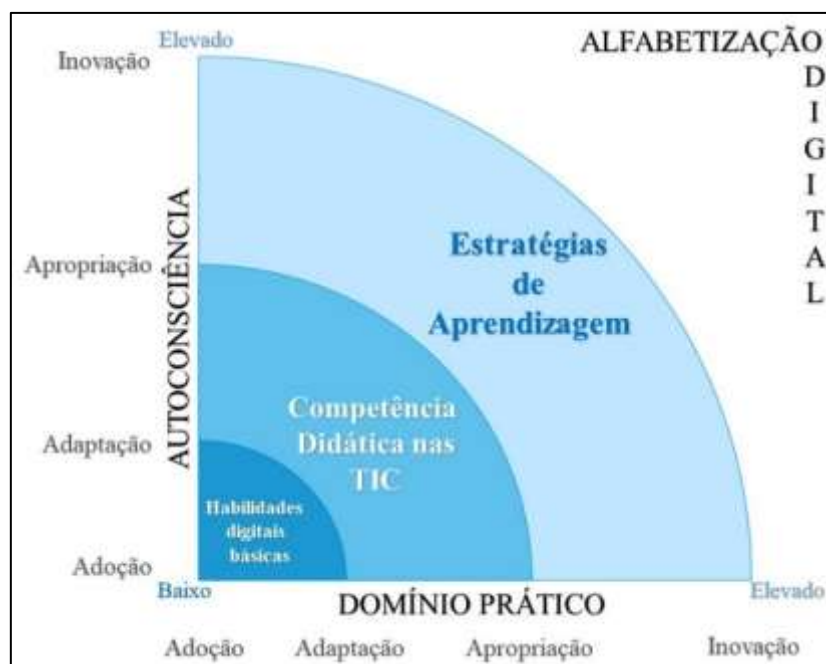 Elevado
ALFABETIZAÇÃO
D
I
G
I
T
A
L
Inovação
Apropriação
Adaptação
Adoção
AUTOCONSCIÊNCIA
Estratégias
de
Aprendizagem
Competência
Didática nas
TIC
Habilidades
digitais
básicas
Baixo
DOMÍNIO PRÁTICO
Elevado
Adoção
Adaptação
Apropriação
Inovação